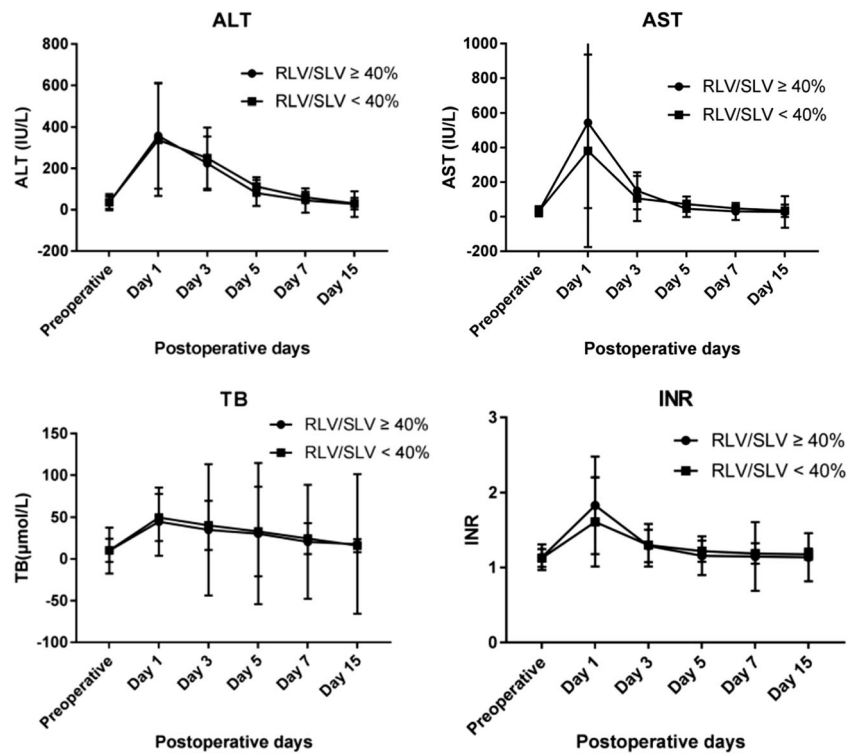 ALT
RLV/SLV ≥ 40%
RLV/SLV < 40%
ALT (IU/L)
800
600
400
200
0
-200
Preoperative
Day 1
Day 3
Day 5
Day 7
Day 15
Postoperative days
AST
RLV/SLV ≥ 40%
RLV/SLV < 40%
AST (IU/L)
1000
800
600
400
200
0
-200
Preoperative
Day 1
Day 3
Day 5
Day 7
Day 15
Postoperative days
TB
RLV/SLV ≥ 40%
RLV/SLV < 40%
TB(μmol/L)
150
100
50
0
-50
-100
Preoperative
Day 1
Day 3
Day 5
Day 7
Day 15
Postoperative days
INR
RLV/SLV ≥ 40%
RLV/SLV < 40%
INR
3
2
1
0
Preoperative
Day 1
Day 3
Day 5
Day 7
Day 15
Postoperative days